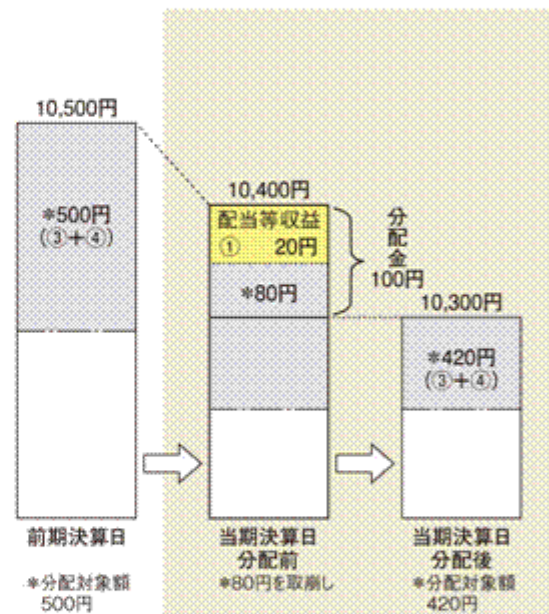 10,500円
*500円
(③+④)
前期決算日
*分配対象額
500円
10,400円
配当等収益
① 20円
*80円
分配金
100円
当期決算日
分配前
*80円を取崩し
10,300円
*420円
(③+④)
当期決算日
分配後
*分配対象額
420円